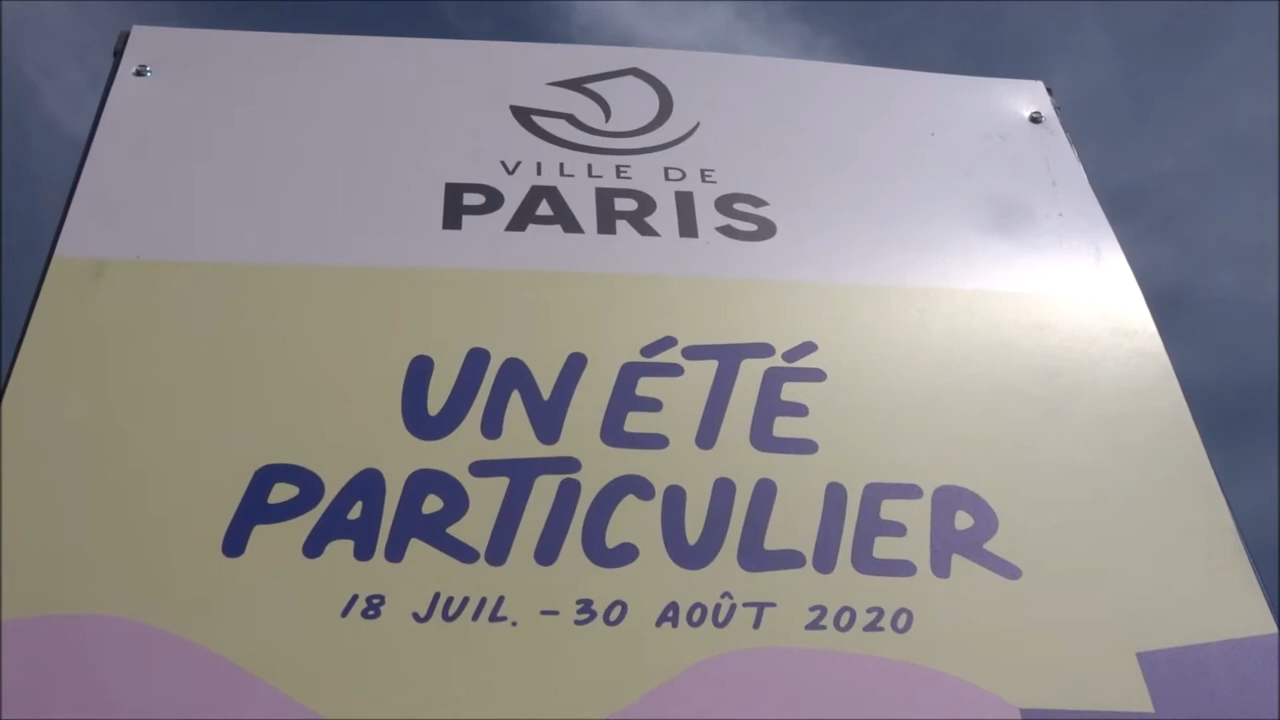 VILLE DE
PARIS
UN ÉTÉ
PARTICULIER
18 JUIL. - 30 AOÛT 2020